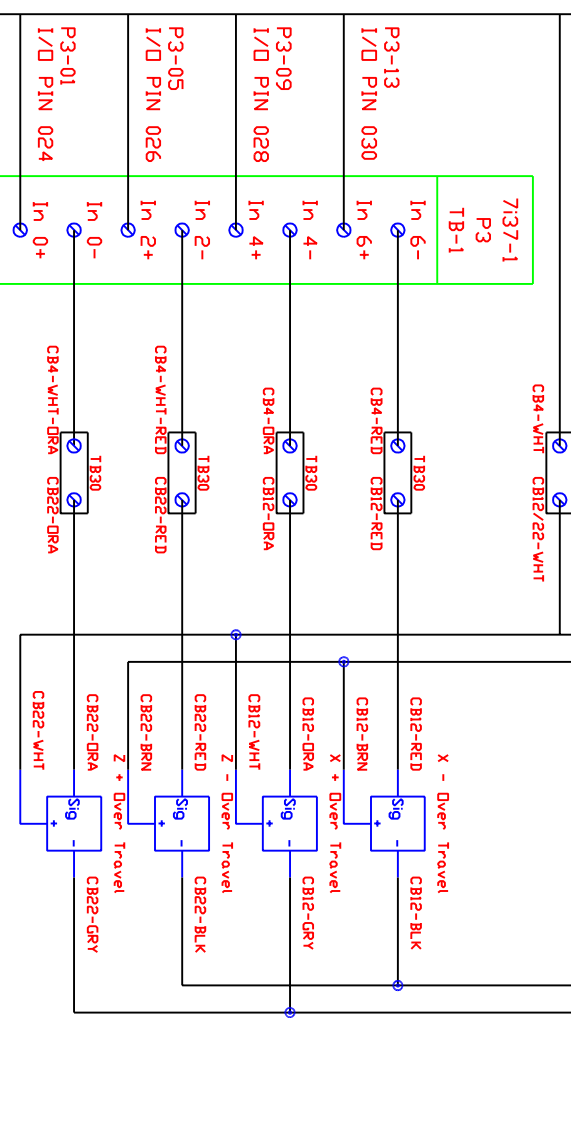 CB4-WHT CB12/22-WHT
7i37-1
P3
TB-1
X - Over Travel
In 6-
TB30
CB12-RED
CB12-BLK
P3-13
I/O PIN 030
CB4-RED CB12-RED
Sig -
+
In 6+
CB12-BRN
X + Over Travel
In 4-
TB30
CB12-ORA
CB12-GRY
P3-09
I/O PIN 028
CB4-ORA CB12-ORA
Sig -
+
In 4+
CB12-WHT
Z - Over Travel
In 2-
TB30
CB22-RED
CB22-BLK
P3-05
I/O PIN 026
CB4-WHT-RED CB22-RED
Sig -
+
In 2+
CB22-BRN
Z + Over Travel
In 0-
TB30
CB22-ORA
CB22-GRY
P3-01
I/O PIN 024
CB4-WHT-ORA CB22-ORA
Sig -
+
In 0+
CB22-WHT